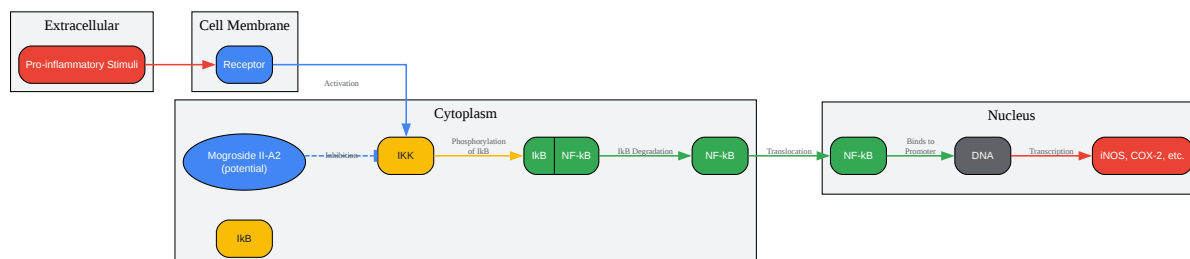 Extracellular
Cell Membrane
Pro-inflammatory Stimuli
Receptor
Activation
Cytoplasm
Nucleus
Mogroside II-A2
(potential)
Inhibition
IKK
Phosphorylation
of IkB
IkB
NF-kB
IkB Degradation
NF-kB
Translocation
NF-kB
Binds to
Promoter
DNA
Transcription
iNOS, COX-2, etc.
IkB